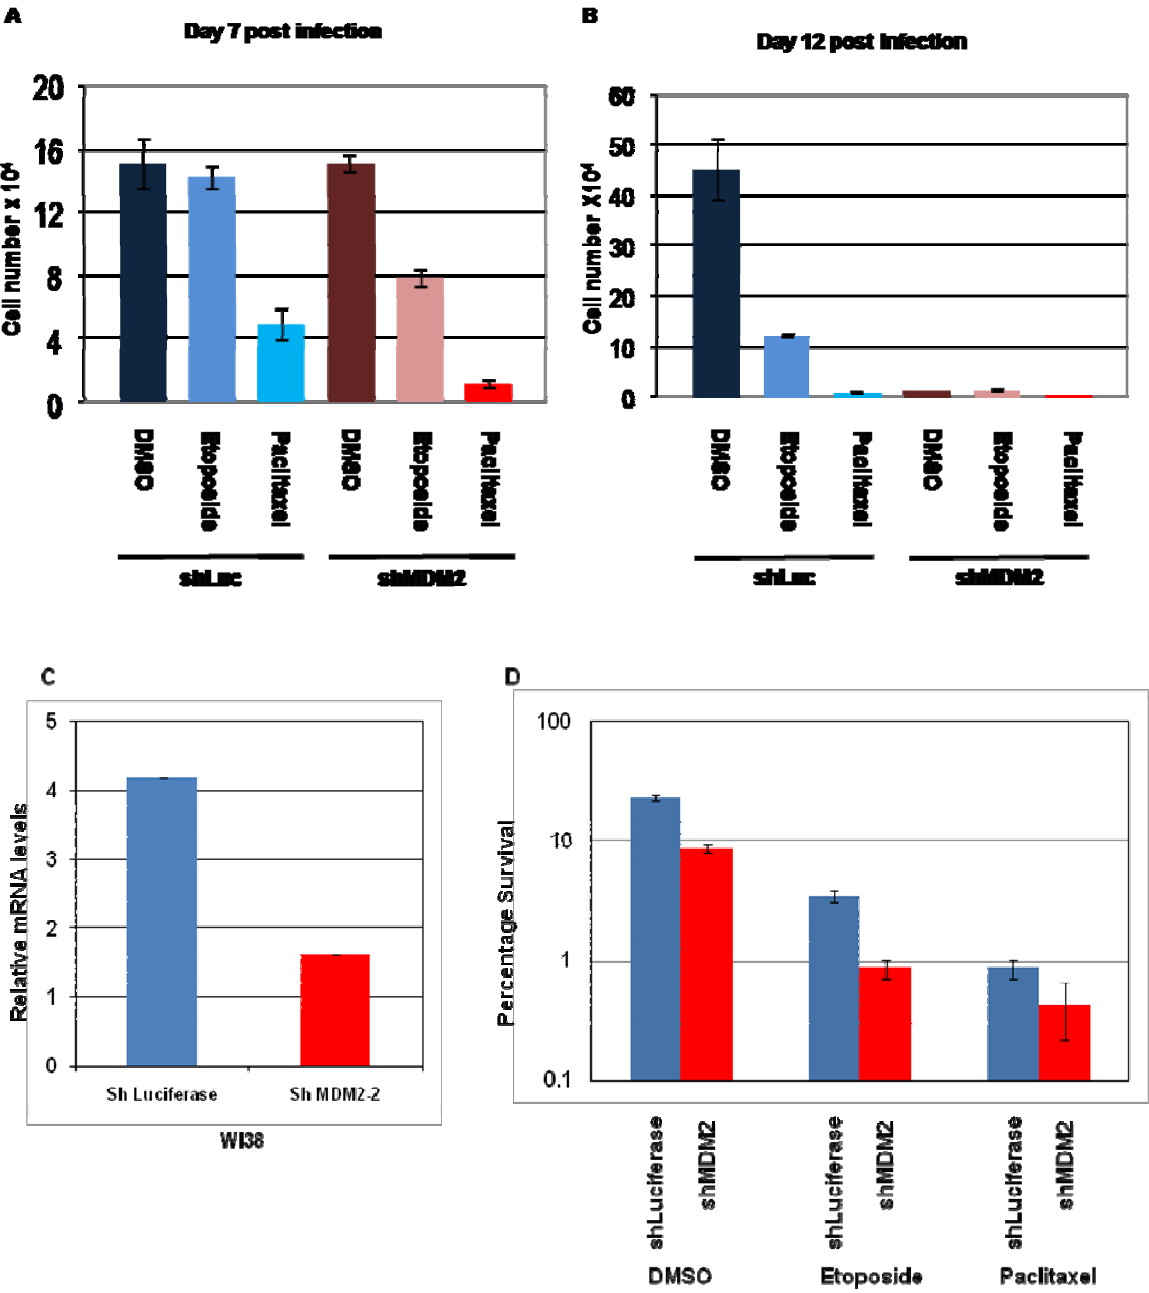 A
Day 7 post infection
20
16
12
8
4
0
Cell number x 10⁴
DMSO
Etoposide
Paclitaxel
DMSO
Etoposide
Paclitaxel
shLuc
shMDM2
B
Day 12 post infection
60
50
40
30
20
10
0
Cell number X10⁴
DMSO
Etoposide
Paclitaxel
DMSO
Etoposide
Paclitaxel
shLuc
shMDM2
C
5
4
3
2
1
0
Relative mRNA levels
Sh Luciferase
Sh MDM2-2
WI38
D
100
10
1
0.1
Percentage Survival
shLuciferase
shMDM2
shLuciferase
shMDM2
shLuciferase
shMDM2
DMSO
Etoposide
Paclitaxel